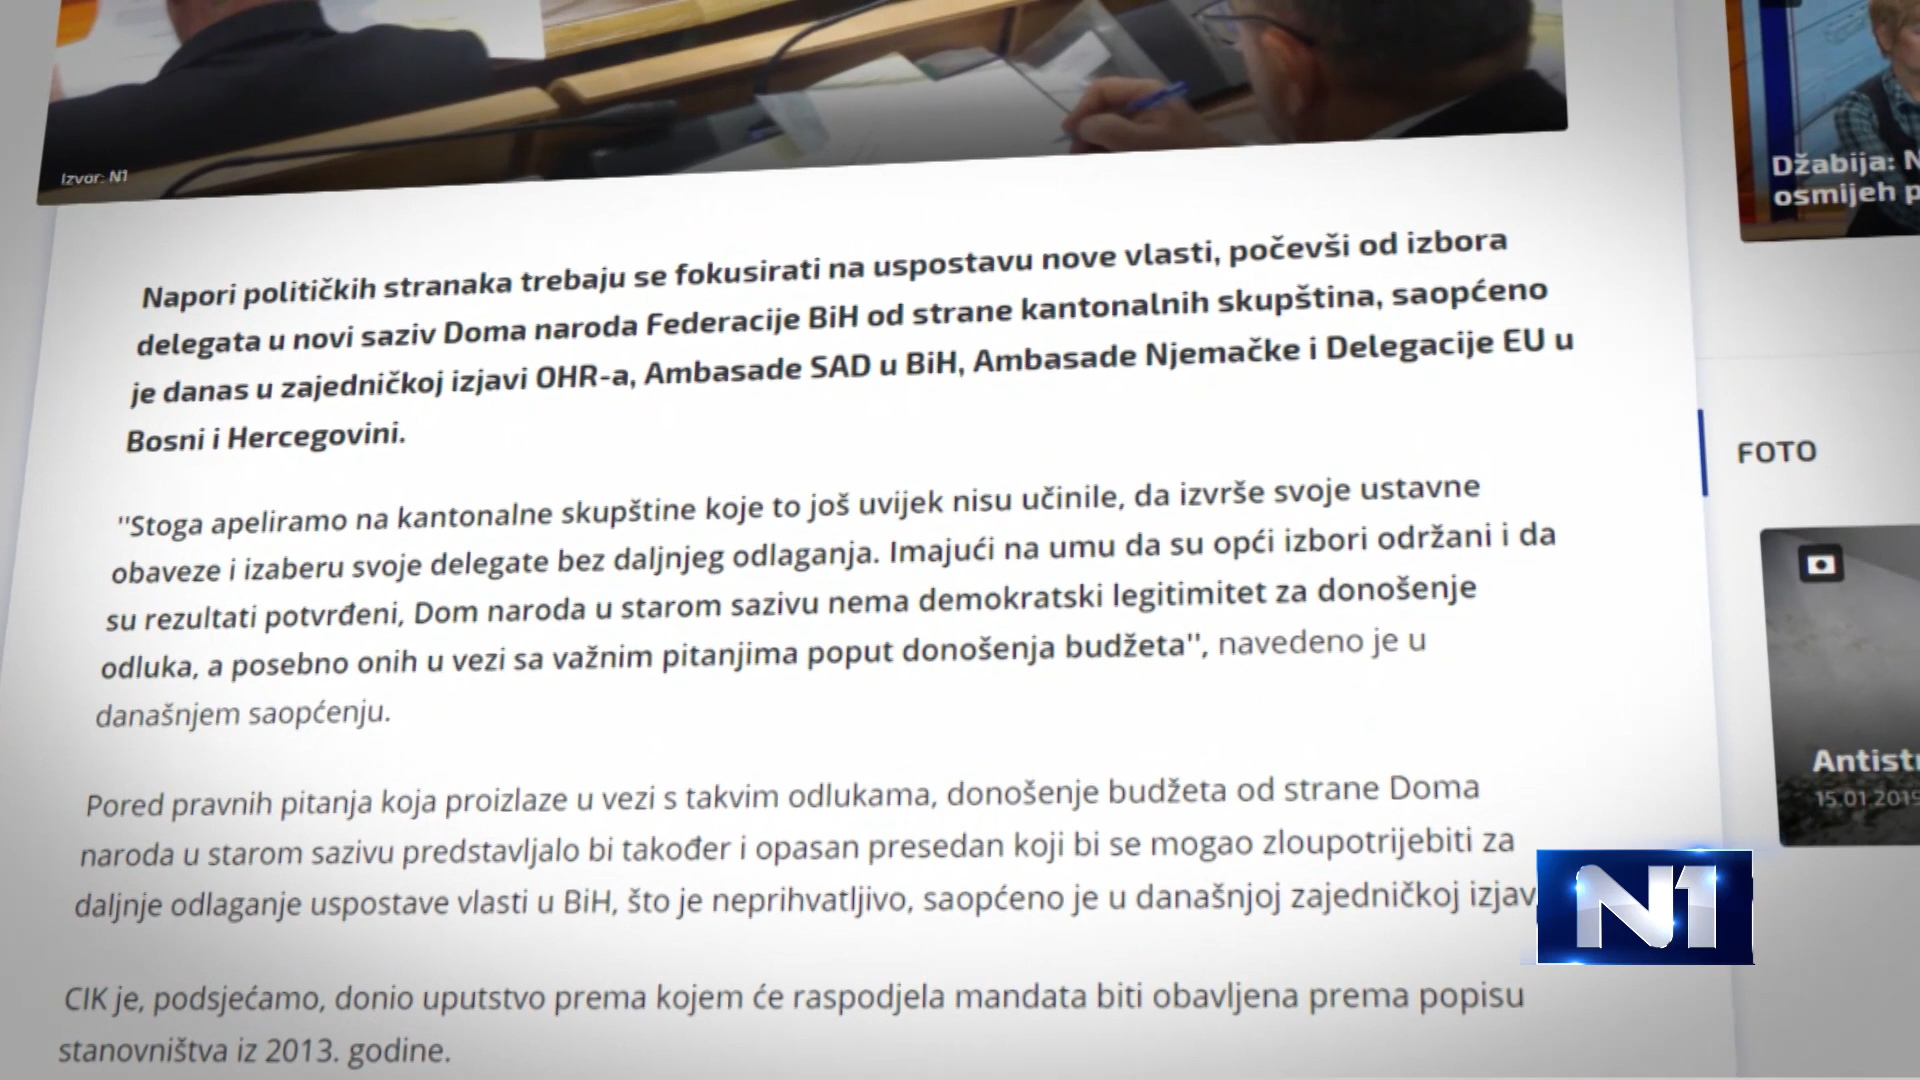 Izvor: N1
Napori političkih stranaka trebaju se fokusirati na uspostavu nove vlasti, počevši od izbora
delegata u novi saziv Doma naroda Federacije BiH od strane kantonalnih skupština, saopćeno
je danas u zajedničkoj izjavi OHR-a, Ambasade SAD u BiH, Ambasade Njemačke i Delegacije EU u
Bosni i Hercegovini.
''Stoga apeliramo na kantonalne skupštine koje to još uvijek nisu učinile, da izvrše svoje ustavne
obaveze i izaberu svoje delegate bez daljnjeg odlaganja. Imajući na umu da su opći izbori održani i da
su rezultati potvrđeni, Dom naroda u starom sazivu nema demokratski legitimitet za donošenje
odluka, a posebno onih u vezi sa važnim pitanjima poput donošenja budžeta'', navedeno je u
današnjem saopćenju.
Pored pravnih pitanja koja proizlaze u vezi s takvim odlukama, donošenje budžeta od strane Doma
naroda u starom sazivu predstavljalo bi također i opasan presedan koji bi se mogao zloupotrijebiti za
daljnje odlaganje uspostave vlasti u BiH, što je neprihvatljivo, saopćeno je u današnjoj zajedničkoj izjav
CIK je, podsjećamo, donio uputstvo prema kojem će raspodjela mandata biti obavljena prema popisu
stanovništva iz 2013. godine.
Džabija: N
osmijeh p
FOTO
Antist
15.01.2019
N1